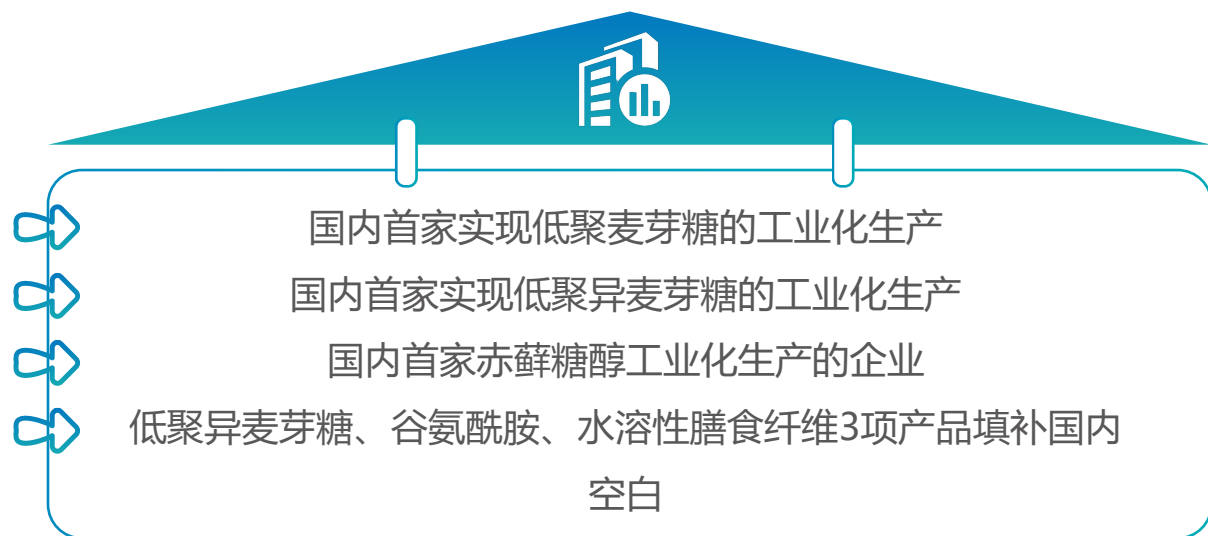 国内首家实现低聚麦芽糖的工业化生产
国内首家实现低聚异麦芽糖的工业化生产
国内首家赤藓糖醇工业化生产的企业
低聚异麦芽糖、谷氨酰胺、水溶性膳食纤维3项产品填补国内
空白